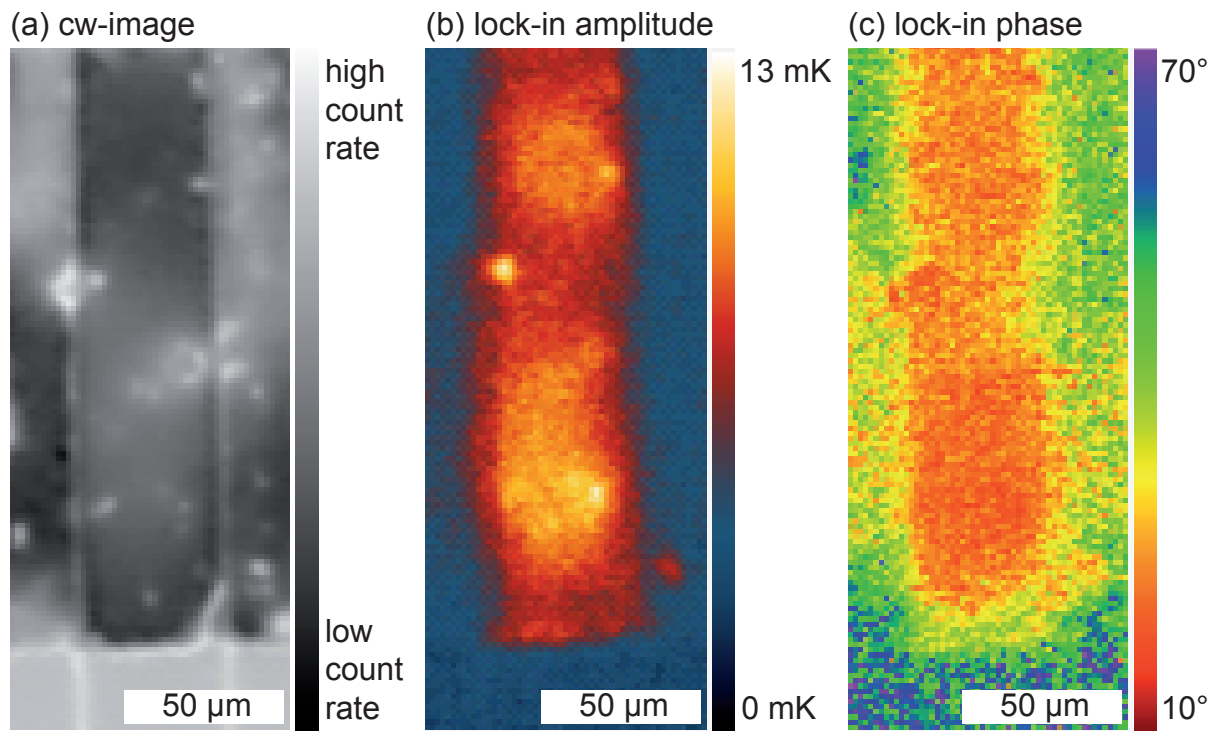 (a) cw-image
high
count
rate
low
count
rate
50 µm
(b) lock-in amplitude
13 mK
0 mK
50 µm
(c) lock-in phase
70°
10°
50 µm